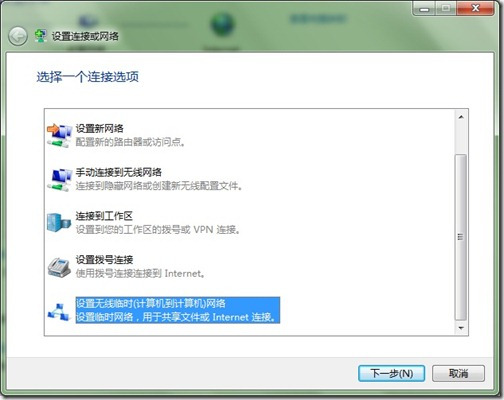 设置连接或网络
选择一个连接选项
设置新网络
配置新的路由器或访问点。
手动连接到无线网络
连接到隐藏网络或创建新无线配置文件。
连接到工作区
设置到您的工作区的拨号或 VPN 连接。
设置拨号连接
使用拨号连接连接到 Internet。
设置无线临时(计算机到计算机)网络
设置临时网络，用于共享文件或 Internet 连接。
下一步(N)
取消